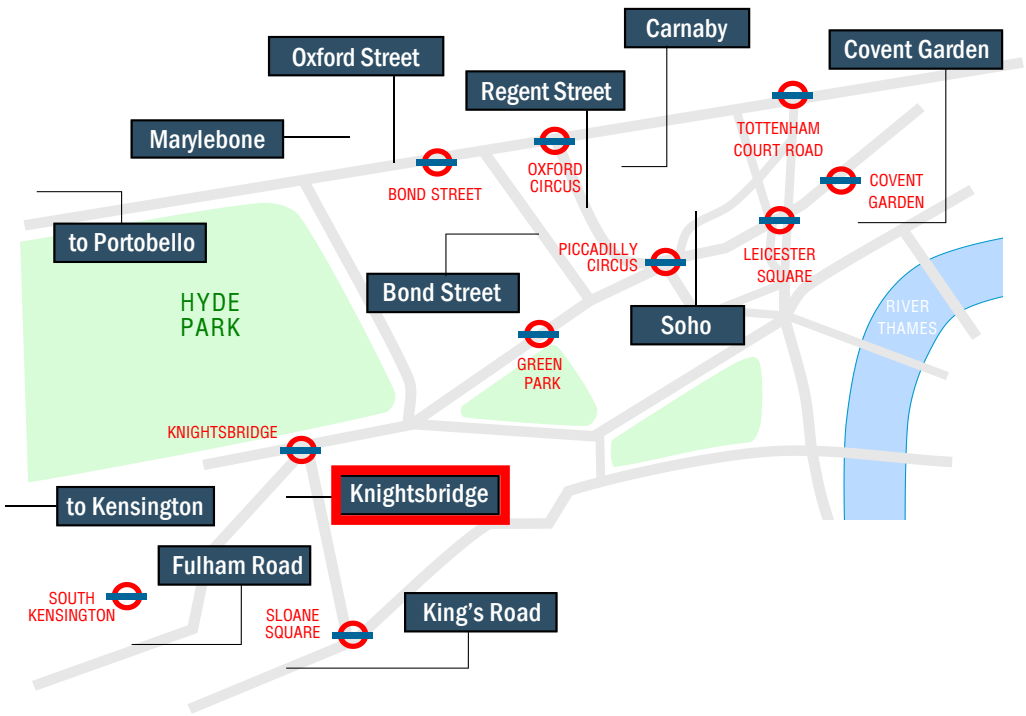 Carnaby
Covent Garden
Oxford Street
Regent Street
Marylebone
TOTTENHAM
COURT ROAD
OXFORD
CIRCUS
BOND STREET
COVENT
GARDEN
to Portobello
PICCADILLY
CIRCUS
LEICESTER
SQUARE
Bond Street
HYDE
PARK
Soho
RIVER
THAMES
GREEN
PARK
KNIGHTSBRIDGE
Knightsbridge
to Kensington
Fulham Road
SOUTH
KENSINGTON
SLOANE
SQUARE
King's Road